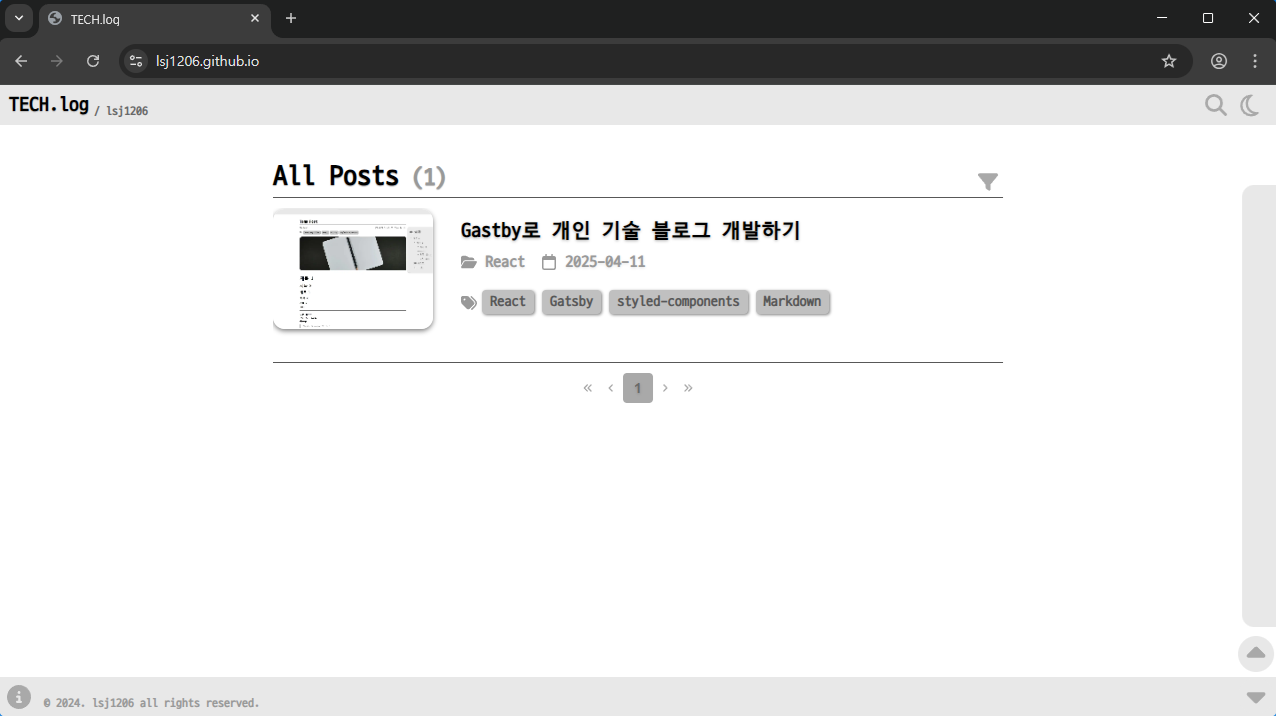 TECH.log
lsj1206.github.io
TECH.log / lsj1206
All Posts (1)
Gastby로 개인 기술 블로그 개발하기
React 2025-04-11
React Gatsby styled-components Markdown
« ‹ 1 › »
© 2024. lsj1206 all rights reserved.